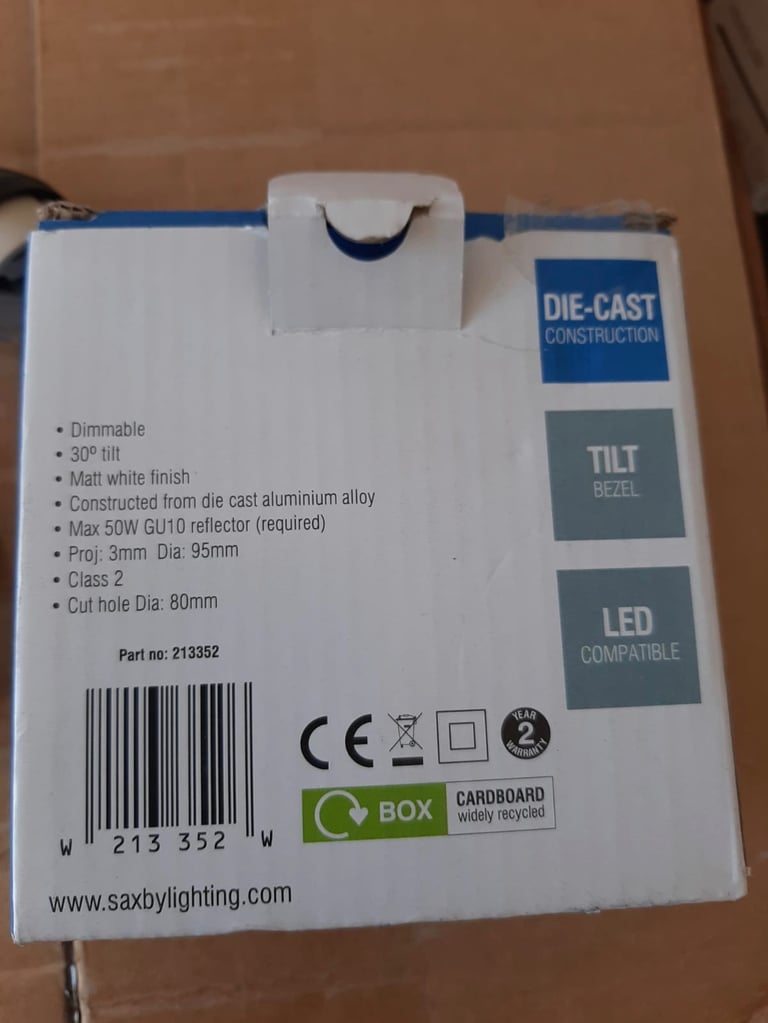 DIE-CAST
CONSTRUCTION
• Dimmable
• 30º tilt
• Matt white finish
• Constructed from die cast aluminium alloy
• Max 50W GU10 reflector (required)
• Proj: 3mm Dia: 95mm
• Class 2
• Cut hole Dia: 80mm
TILT
BEZEL
LED
COMPATIBLE
Part no: 213352
W 213 352 W
CE
YEAR
2
WARRANTY
BOX
CARDBOARD
widely recycled
www.saxbylighting.com